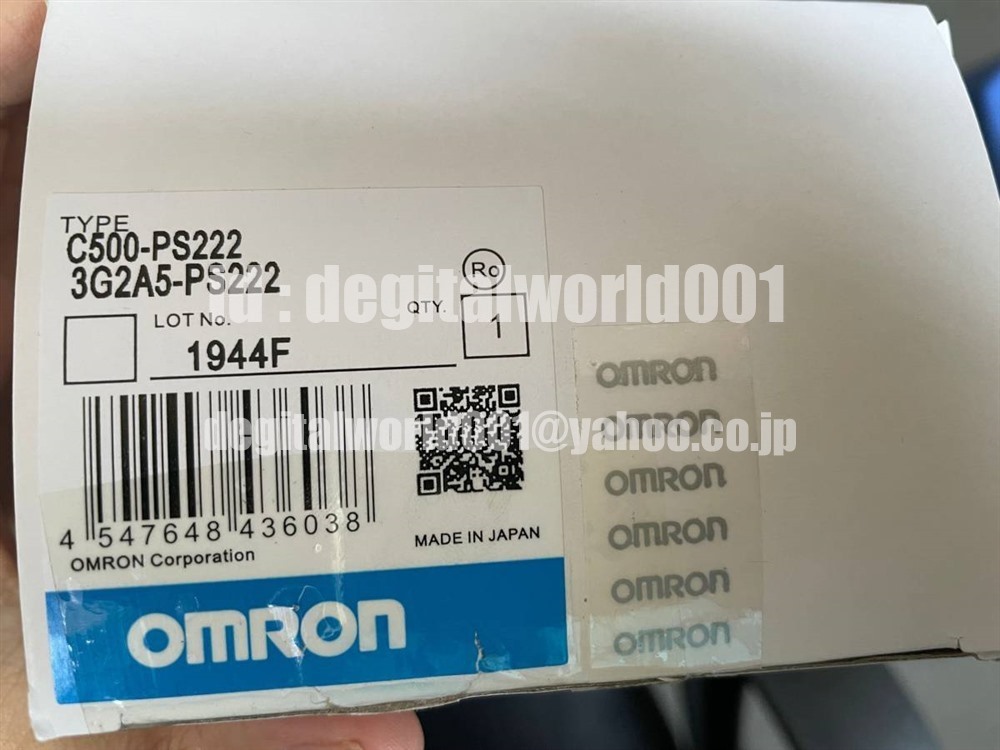 TYPE
C500-PS222
3G2A5-PS222
Ro
id : degitalworld001
LOT No.
1944F
QTY.
1
degitalworld001@yahoo.co.jp
4 547648 436038
MADE IN JAPAN
OMRON Corporation
OMRON
OMRON
OMRON
OMRON
OMRON
OMRON
OMRON